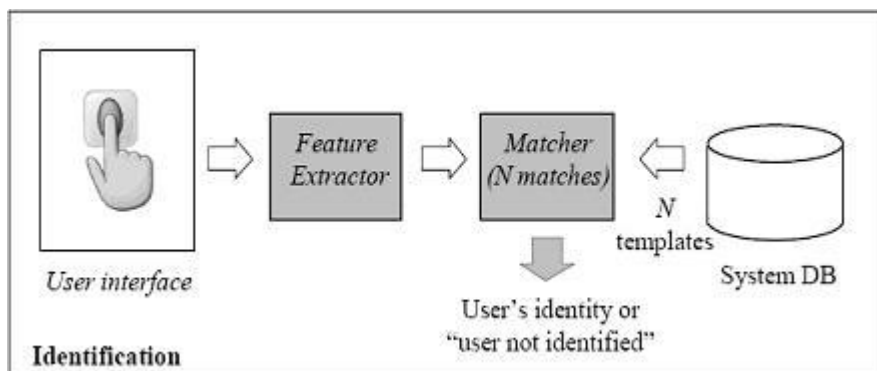 Feature
Extractor
Matcher
(N matches)
N
templates
User interface
System DB
User's identity or
“user not identified”
Identification